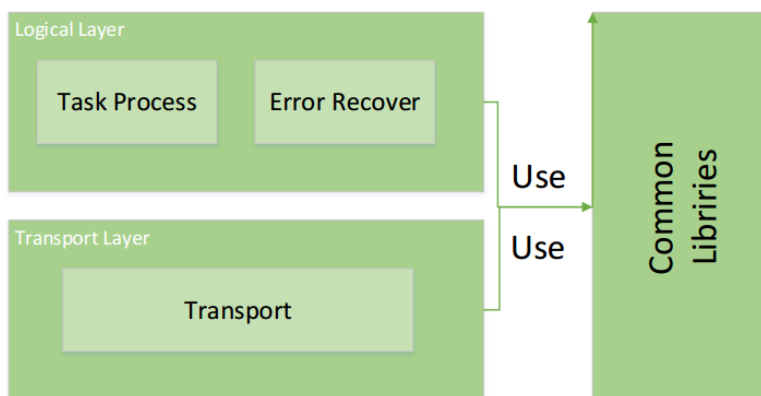 Logical Layer
Task Process
Error Recover
Use
Transport Layer
Use
Transport
Common
Libriries